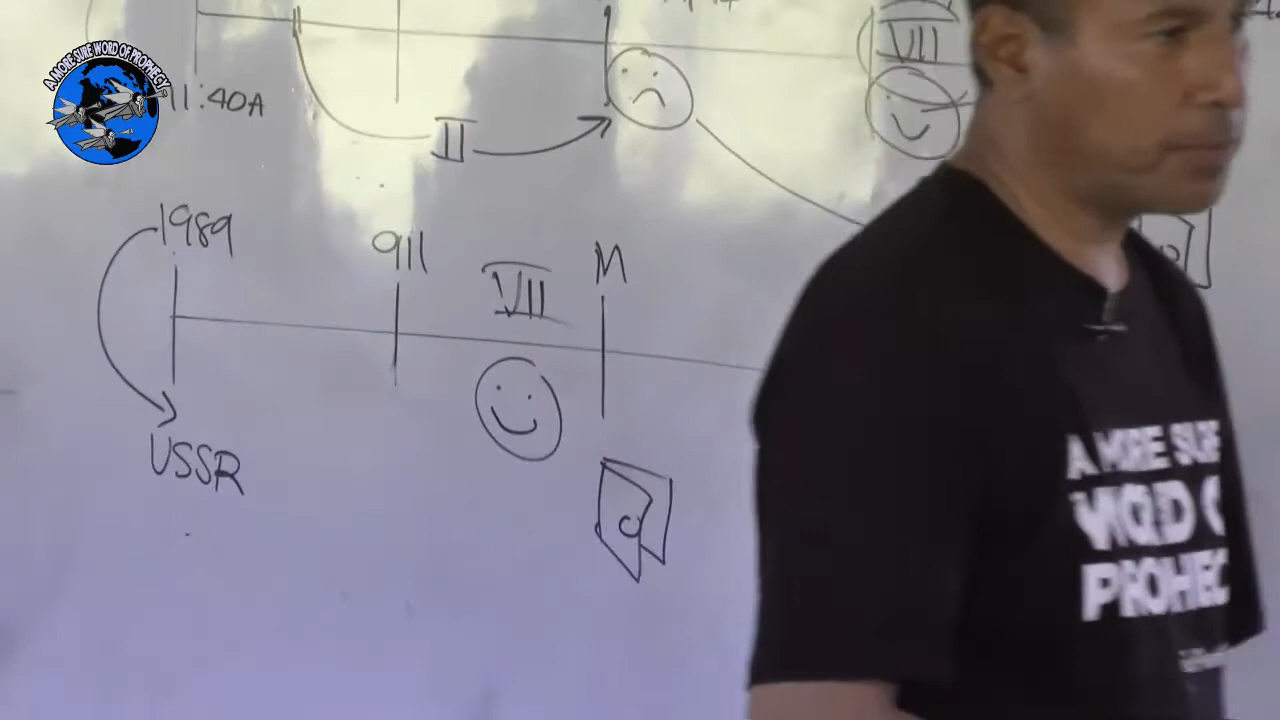 A MORE SURE WORD OF PROPHECY
VII
11:40A
II
1989
911
VII
M
USSR
A MORE SURE
WORD O
PROPHEC